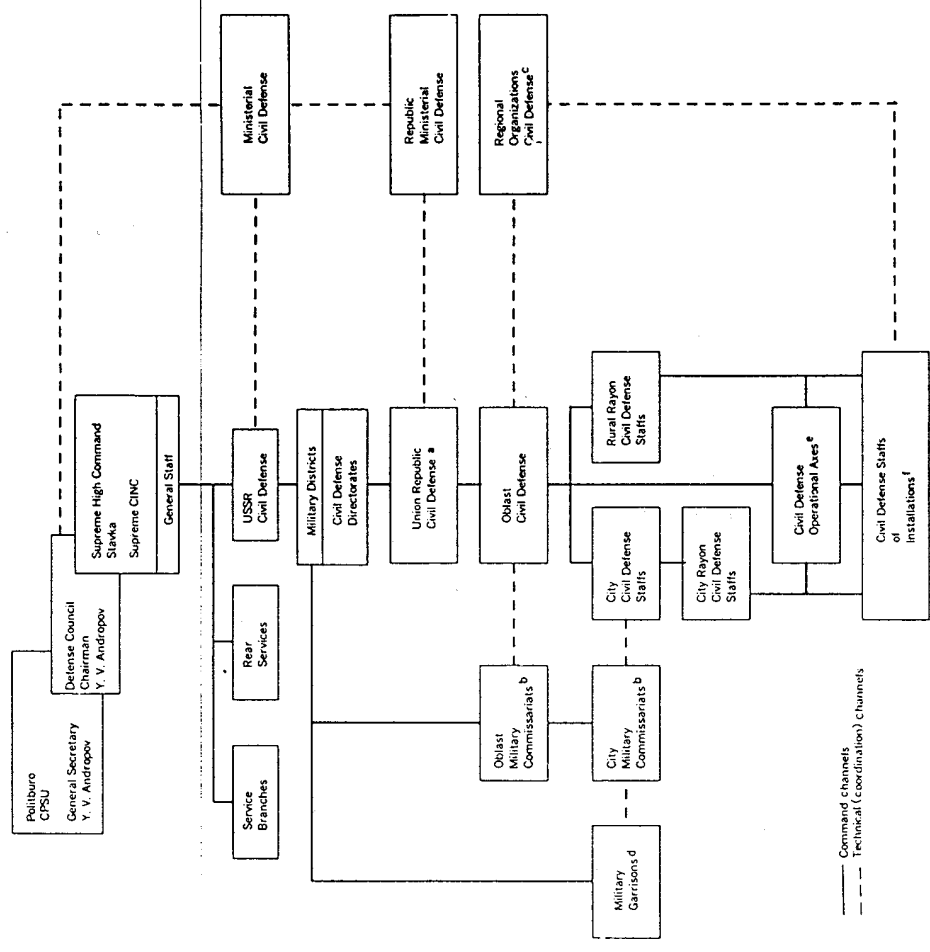 Politburo
CPSU
General Secretary
Y. V. Andropov
Defense Council
Chairman
Y. V. Andropov
Supreme High Command
Stavka
Supreme CINC
General Staff
Service
Branches
Rear
Services
USSR
Civil Defense
Ministerial
Civil Defense
Military Districts
Civil Defense
Directorates
Union Republic
Civil Defense a
Republic
Ministerial
Civil Defense
Oblast
Military
Commissariats b
Oblast
Civil Defense
Regional
Organizations
Civil Defense c
Military
Garrisons d
City
Military
Commissariats b
City
Civil Defense
Staffs
Rural Rayon
Civil Defense
Staffs
City Rayon
Civil Defense
Staffs
Civil Defense
Operational Axes e
Civil Defense Staffs
of
Installations f
Command channels
Technical (coordination) channels